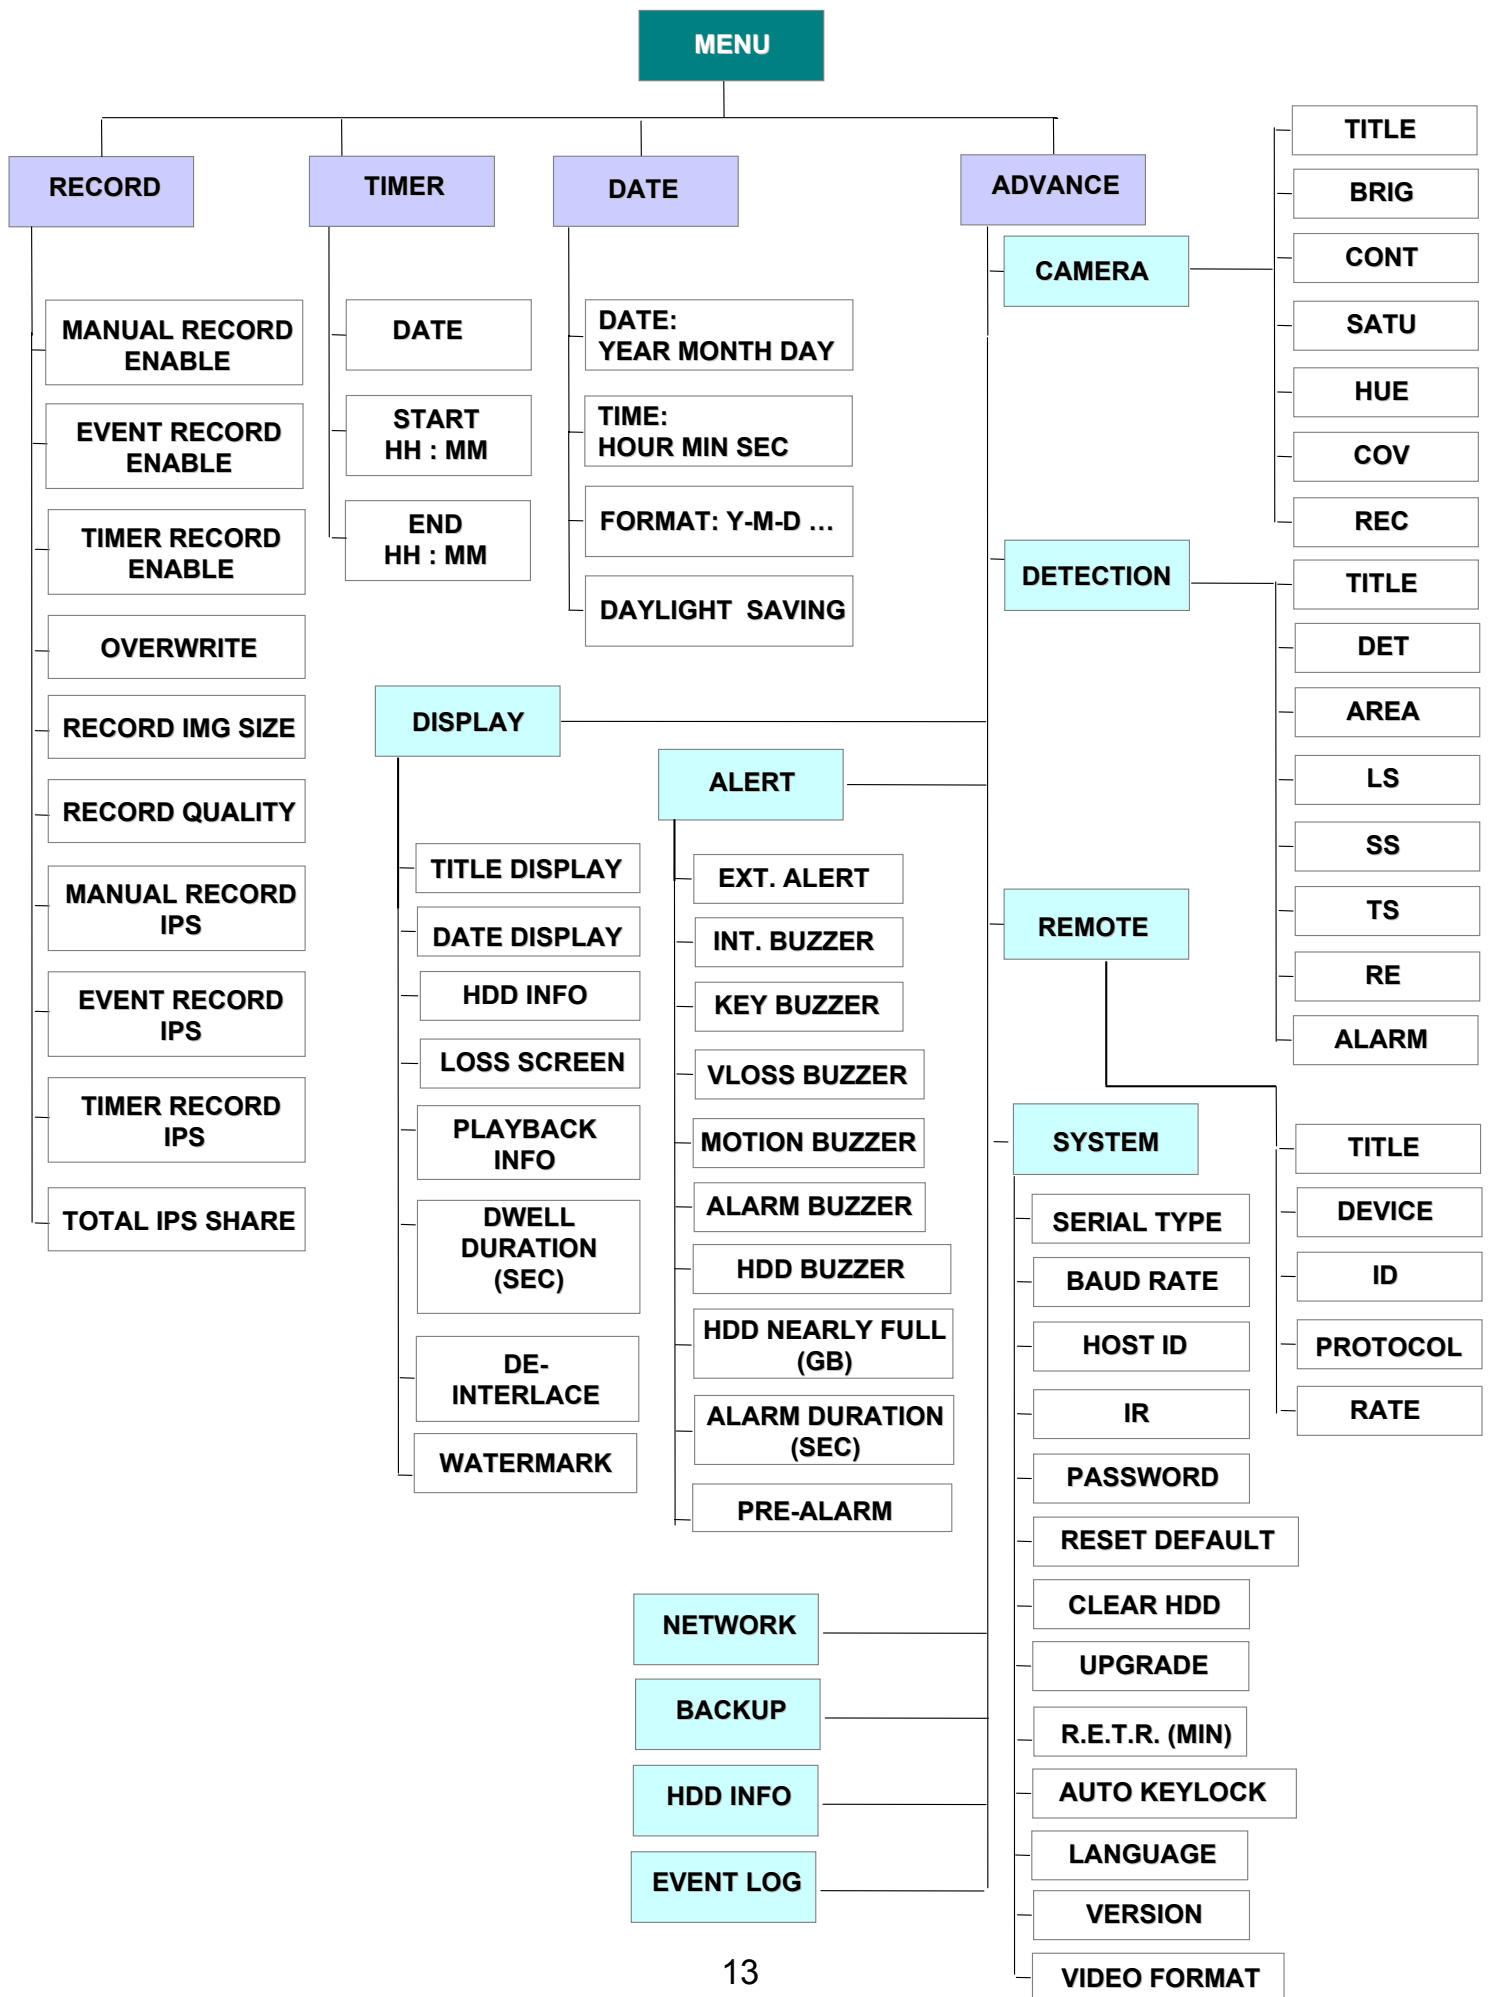 MENU
RECORD
MANUAL RECORD
ENABLE
EVENT RECORD
ENABLE
TIMER RECORD
ENABLE
OVERWRITE
RECORD IMG SIZE
RECORD QUALITY
MANUAL RECORD
IPS
EVENT RECORD
IPS
TIMER RECORD
IPS
TOTAL IPS SHARE
TIMER
DATE
START
HH : MM
END
HH : MM
DATE
DATE:
YEAR MONTH DAY
TIME:
HOUR MIN SEC
FORMAT: Y-M-D …
DAYLIGHT SAVING
ADVANCE
CAMERA
TITLE
BRIG
CONT
SATU
HUE
COV
REC
DETECTION
TITLE
DET
AREA
LS
SS
TS
RE
ALARM
DISPLAY
TITLE DISPLAY
DATE DISPLAY
HDD INFO
LOSS SCREEN
PLAYBACK
INFO
DWELL
DURATION
(SEC)
DE-
INTERLACE
WATERMARK
ALERT
EXT. ALERT
INT. BUZZER
KEY BUZZER
VLOSS BUZZER
MOTION BUZZER
ALARM BUZZER
HDD BUZZER
HDD NEARLY FULL
(GB)
ALARM DURATION
(SEC)
PRE-ALARM
REMOTE
TITLE
DEVICE
ID
PROTOCOL
RATE
SYSTEM
SERIAL TYPE
BAUD RATE
HOST ID
IR
PASSWORD
RESET DEFAULT
CLEAR HDD
UPGRADE
R.E.T.R. (MIN)
AUTO KEYLOCK
LANGUAGE
VERSION
VIDEO FORMAT
NETWORK
BACKUP
HDD INFO
EVENT LOG
13